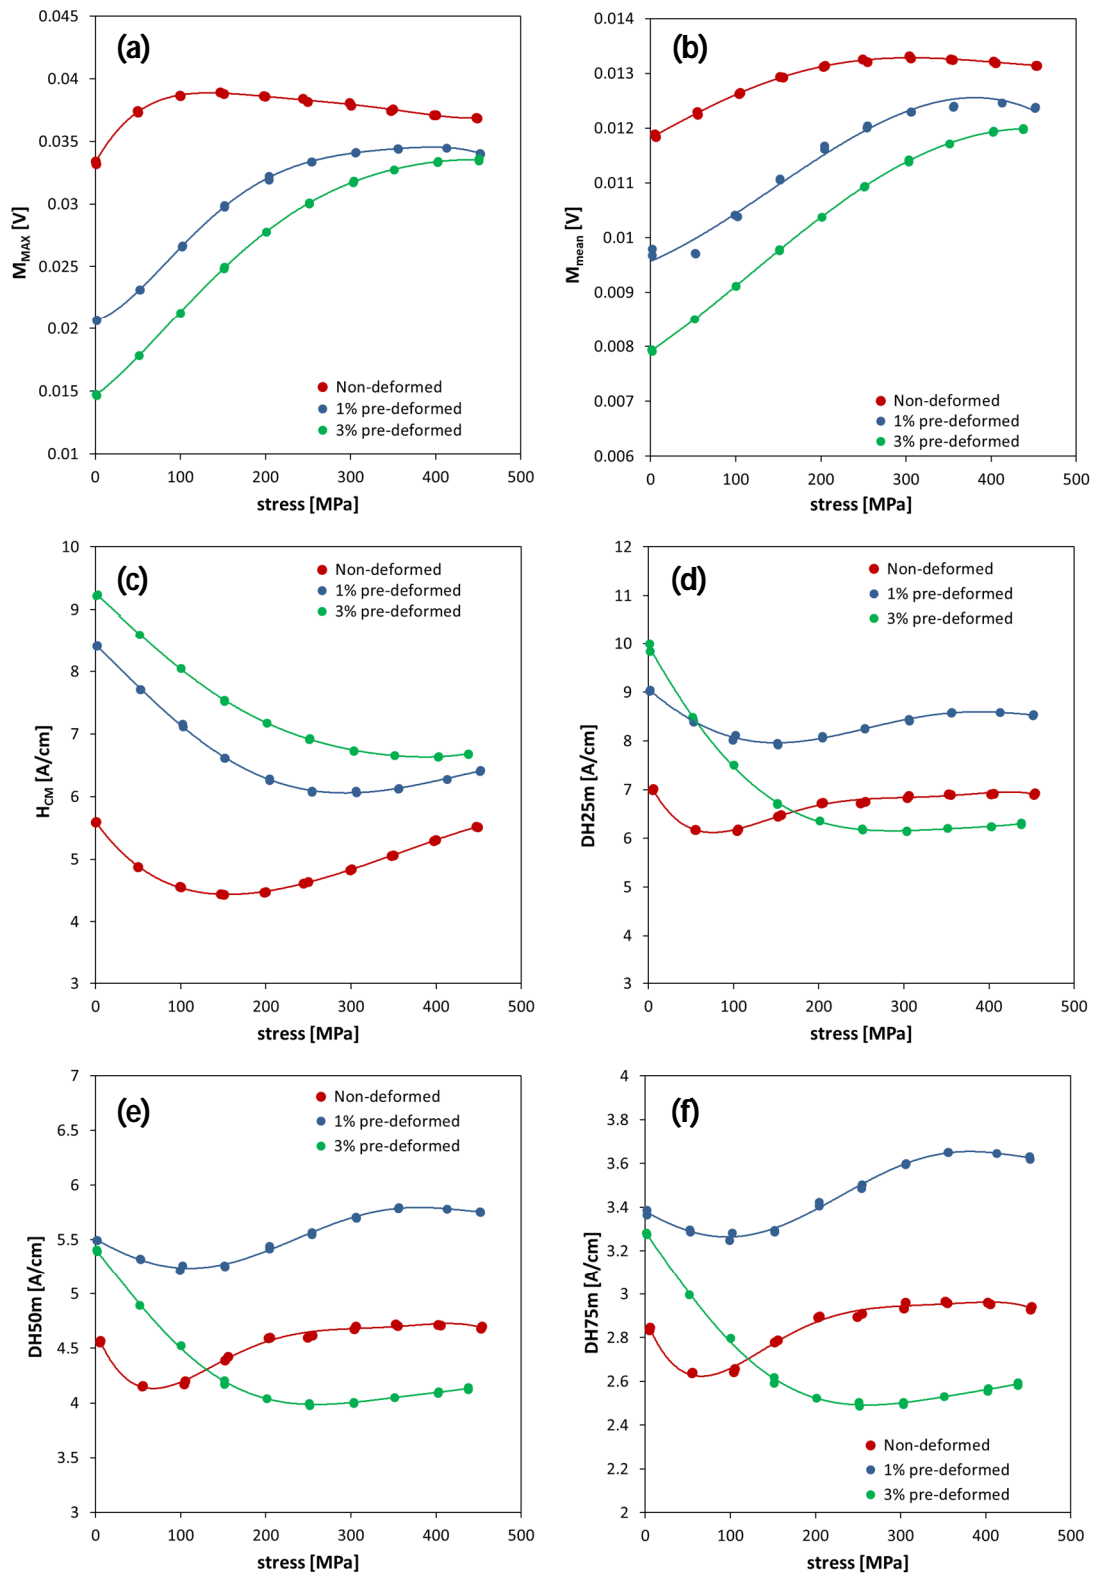 (a)
0.045
0.04
0.035
0.03
0.025
0.02
0.015
0.01
M_MAX [V]
0 100 200 300 400 500
stress [MPa]
Non-deformed
1% pre-deformed
3% pre-deformed
(b)
0.014
0.013
0.012
0.011
0.01
0.009
0.008
0.007
0.006
M_mean [V]
0 100 200 300 400 500
stress [MPa]
Non-deformed
1% pre-deformed
3% pre-deformed
(c)
10
9
8
7
6
5
4
3
H_CM [A/cm]
0 100 200 300 400 500
stress [MPa]
Non-deformed
1% pre-deformed
3% pre-deformed
(d)
12
11
10
9
8
7
6
5
4
3
DH25m [A/cm]
0 100 200 300 400 500
stress [MPa]
Non-deformed
1% pre-deformed
3% pre-deformed
(e)
7
6.5
6
5.5
5
4.5
4
3.5
3
DH50m [A/cm]
0 100 200 300 400 500
stress [MPa]
Non-deformed
1% pre-deformed
3% pre-deformed
(f)
4
3.8
3.6
3.4
3.2
3
2.8
2.6
2.4
2.2
2
DH75m [A/cm]
0 100 200 300 400 500
stress [MPa]
Non-deformed
1% pre-deformed
3% pre-deformed